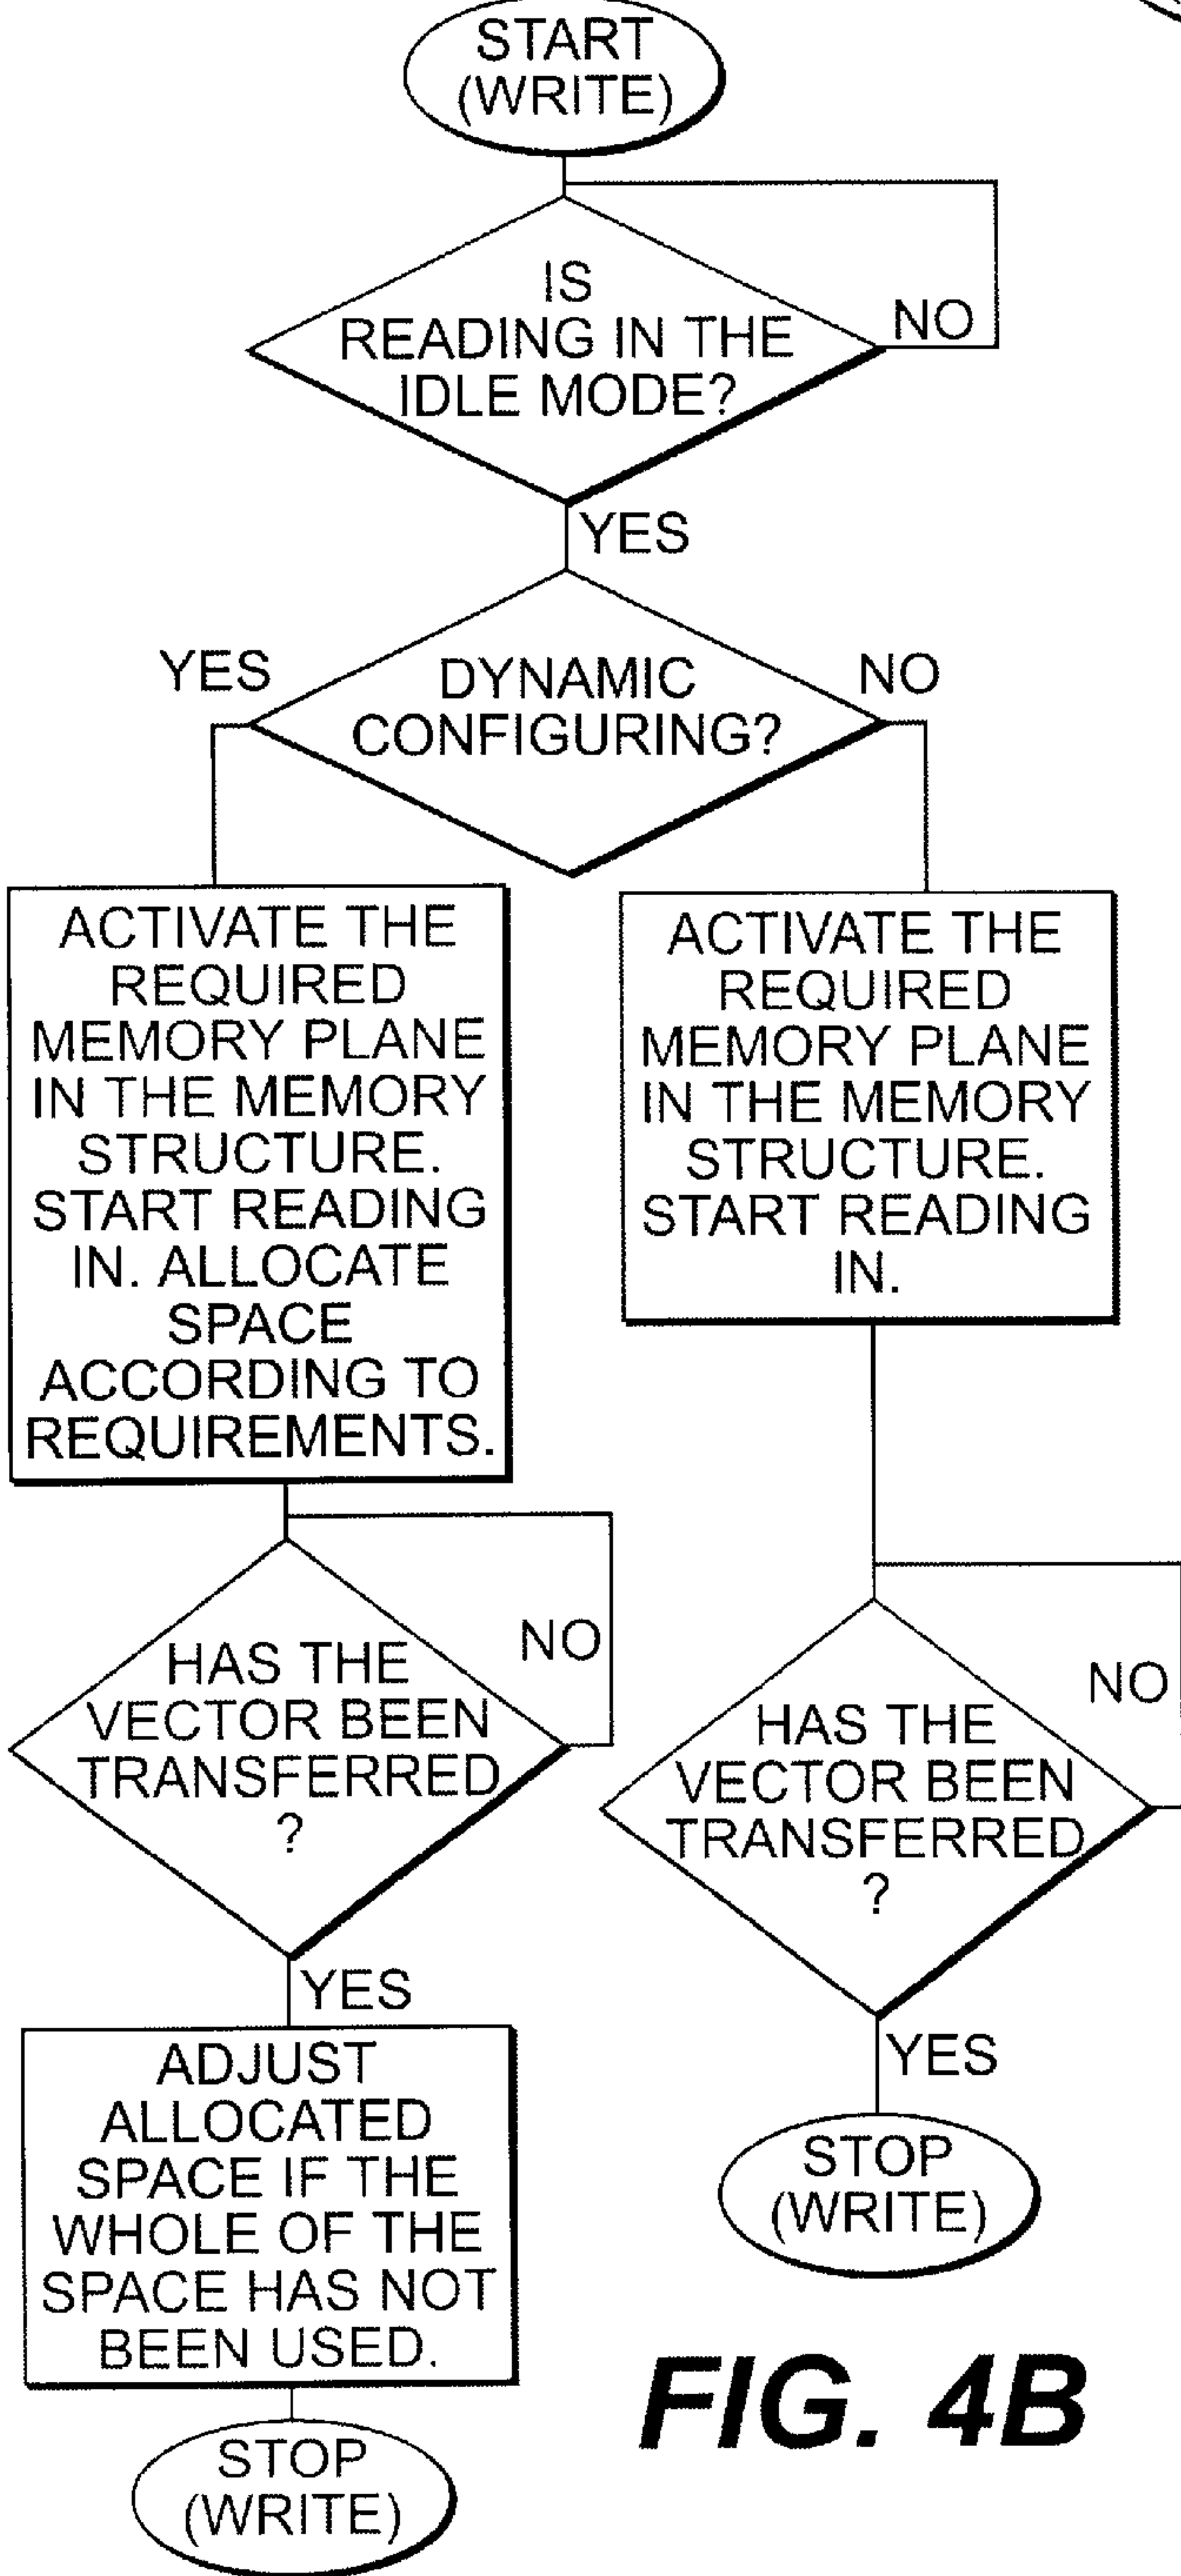 START
(WRITE)
IS
READING IN THE
IDLE MODE?
NO
YES
DYNAMIC
CONFIGURING?
YES
NO
ACTIVATE THE
REQUIRED
MEMORY PLANE
IN THE MEMORY
STRUCTURE.
START READING
IN. ALLOCATE
SPACE
ACCORDING TO
REQUIREMENTS.
ACTIVATE THE
REQUIRED
MEMORY PLANE
IN THE MEMORY
STRUCTURE.
START READING
IN.
HAS THE
VECTOR BEEN
TRANSFERRED
?
NO
YES
HAS THE
VECTOR BEEN
TRANSFERRED
?
NO
YES
ADJUST
ALLOCATED
SPACE IF THE
WHOLE OF THE
SPACE HAS NOT
BEEN USED.
STOP
(WRITE)
STOP
(WRITE)
FIG. 4B